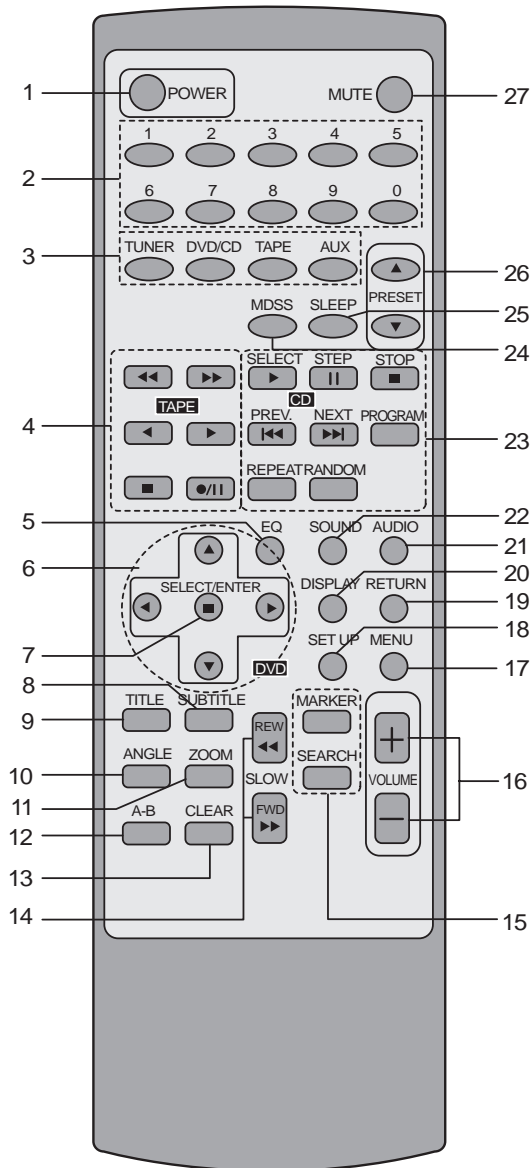 1 POWER MUTE 27
1 2 3 4 5
2
6 7 8 9 0
3 TUNER DVD/CD TAPE AUX
26
MDSS SLEEP PRESET 25
24
SELECT STEP STOP
TAPE CD
4 PREV. NEXT PROGRAM 23
REPEAT RANDOM
5 EQ SOUND AUDIO 22
21
6 SELECT/ENTER DISPLAY RETURN 20
19
7 SET UP MENU 18
17
8 DVD
9 TITLE SUBTITLE REW MARKER
10 ANGLE ZOOM SLOW SEARCH VOLUME 16
11
12 A-B CLEAR FWD
13
14 15